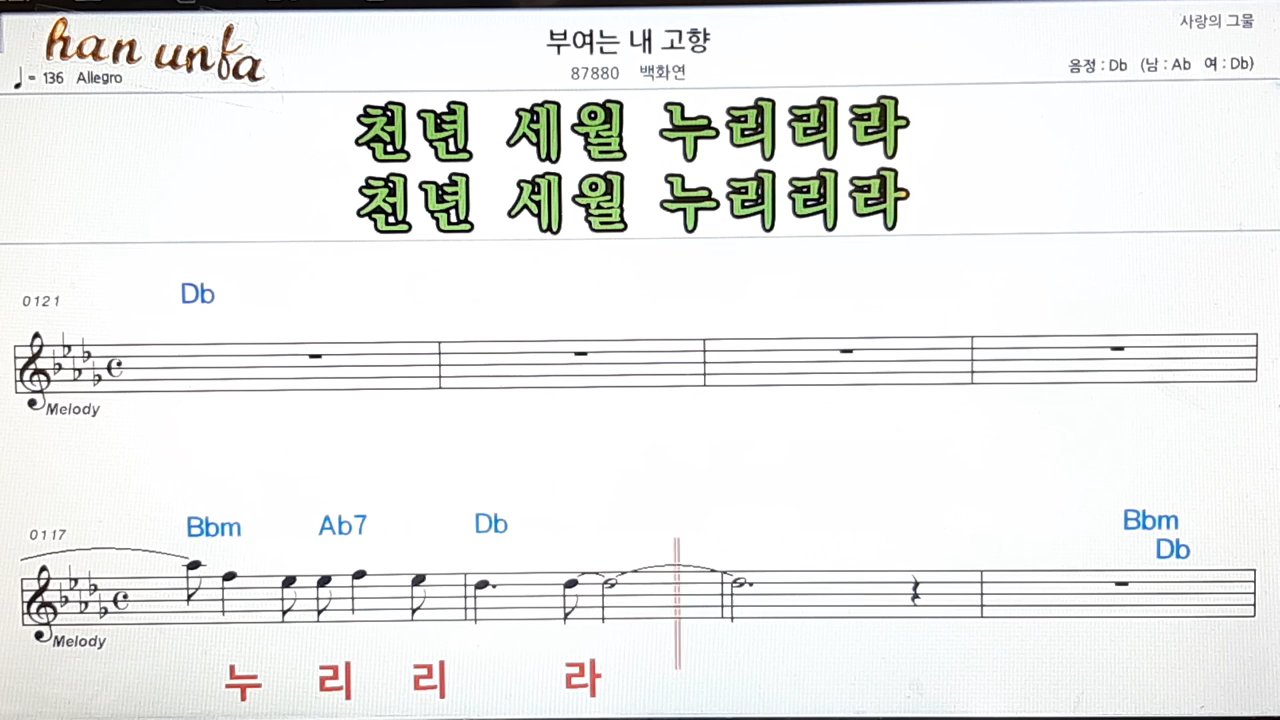 han unfa
부여는 내 고향
사랑의 그물
♩= 136 Allegro
87880 백화연
음정 : Db (남 : Ab 여 : Db)
천년 세월 누리리라
천년 세월 누리리라
0121 Db
Melody
0117 Bbm Ab7 Db Bbm
Db
Melody
누 리 리 라